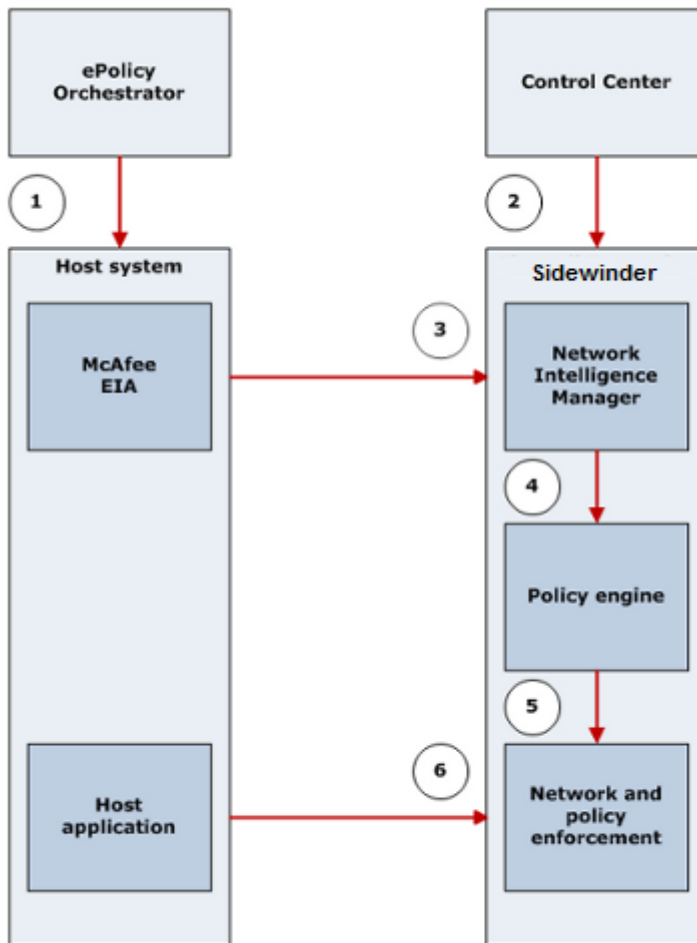 ePolicy
Orchestrator
Control Center
1
2
Host system
Sidewinder
McAfee
EIA
3
Network
Intelligence
Manager
4
Policy engine
5
Host
application
6
Network and
policy
enforcement